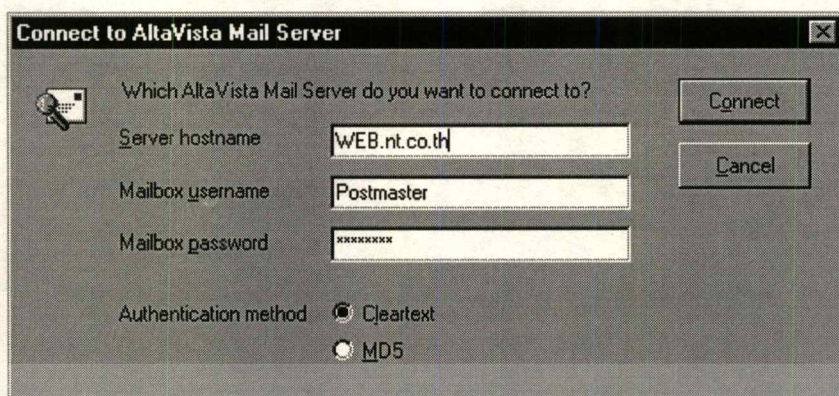 Connect to AltaVista Mail Server
Which AltaVista Mail Server do you want to connect to?
Connect
Server hostname
WEB.nt.co.th
Cancel
Mailbox username
Postmaster
Mailbox password
********
Authentication method
Cleartext
MD5